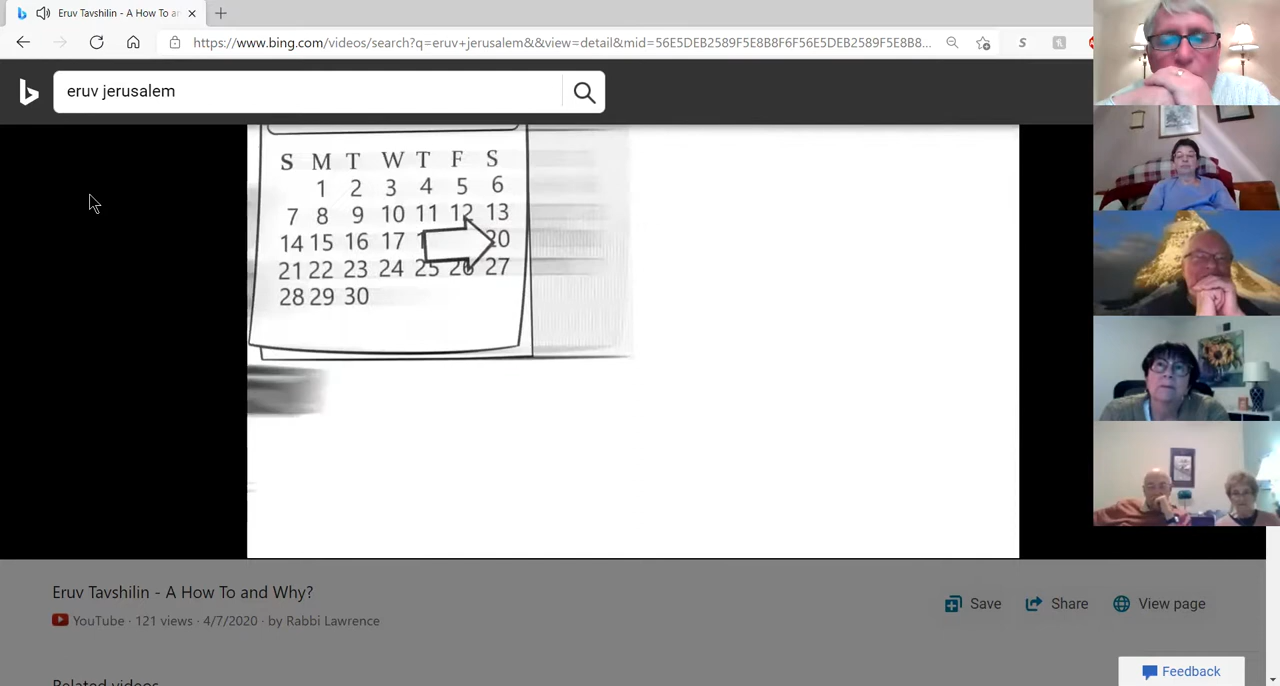 Eruv Tavshilin - A How To ar
https://www.bing.com/videos/search?q=eruv+jerusalem&&view=detail&mid=56E5DEB2589F5E8B8F6F56E5DEB2589F5E8B8...
eruv jerusalem
S M T W T F S
1 2 3 4 5 6
7 8 9 10 11 12 13
14 15 16 17 1 20
21 22 23 24 25 26 27
28 29 30
Eruv Tavshilin - A How To and Why?
YouTube · 121 views · 4/7/2020 · by Rabbi Lawrence
Save Share View page
Feedback
Related videos